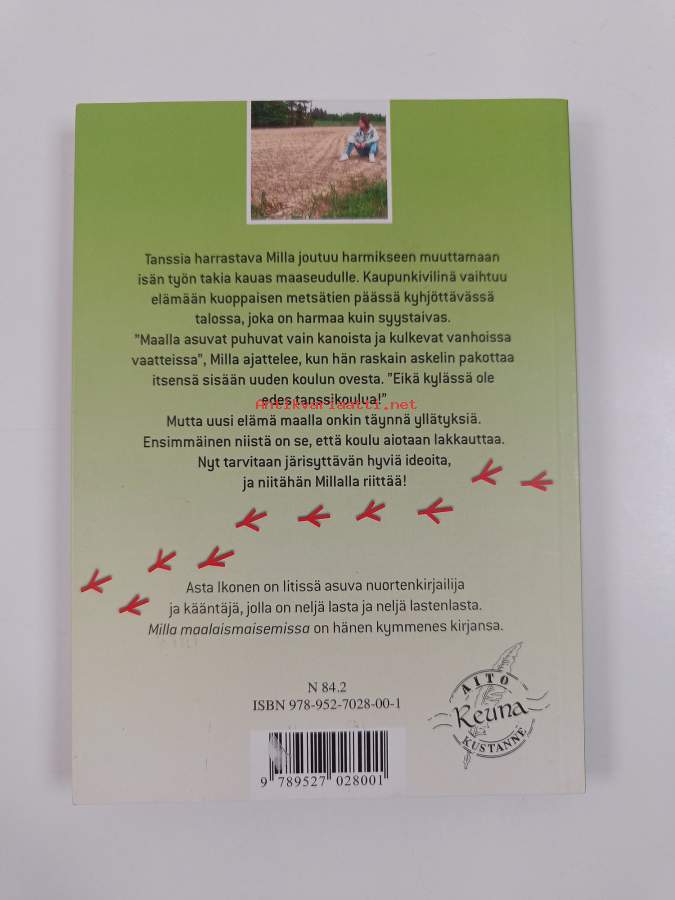 Tanssia harrastava Milla joutuu harmikseen muuttamaan
isän työn takia kauas maaseudulle. Kaupunkivilinä vaihtuu
elämään kuoppaisen metsätien päässä kyhjöttävässä
talossa, joka on harmaa kuin syystaivas.
"Maalla asuvat puhuvat vain kanoista ja kulkevat vanhoissa
vaatteissa", Milla ajattelee, kun hän raskain askelin pakottaa
itsensä sisään uuden koulun ovesta. "Eikä kylässä ole
edes tanssikoulua!"
Antikvariaatti.net
Mutta uusi elämä maalla onkin täynnä yllätyksiä.
Ensimmäinen niistä on se, että koulu aiotaan lakkauttaa.
Nyt tarvitaan järisyttävän hyviä ideoita,
ja niitähän Millalla riittää!
Asta Ikonen on Iitissä asuva nuortenkirjailija
ja kääntäjä, jolla on neljä lasta ja neljä lastenlasta.
Milla maalaismaisemissa on hänen kymmenes kirjansa.
N 84.2
ISBN 978-952-7028-00-1
AITO
Reuna
KUSTANNE
9 789527 028001